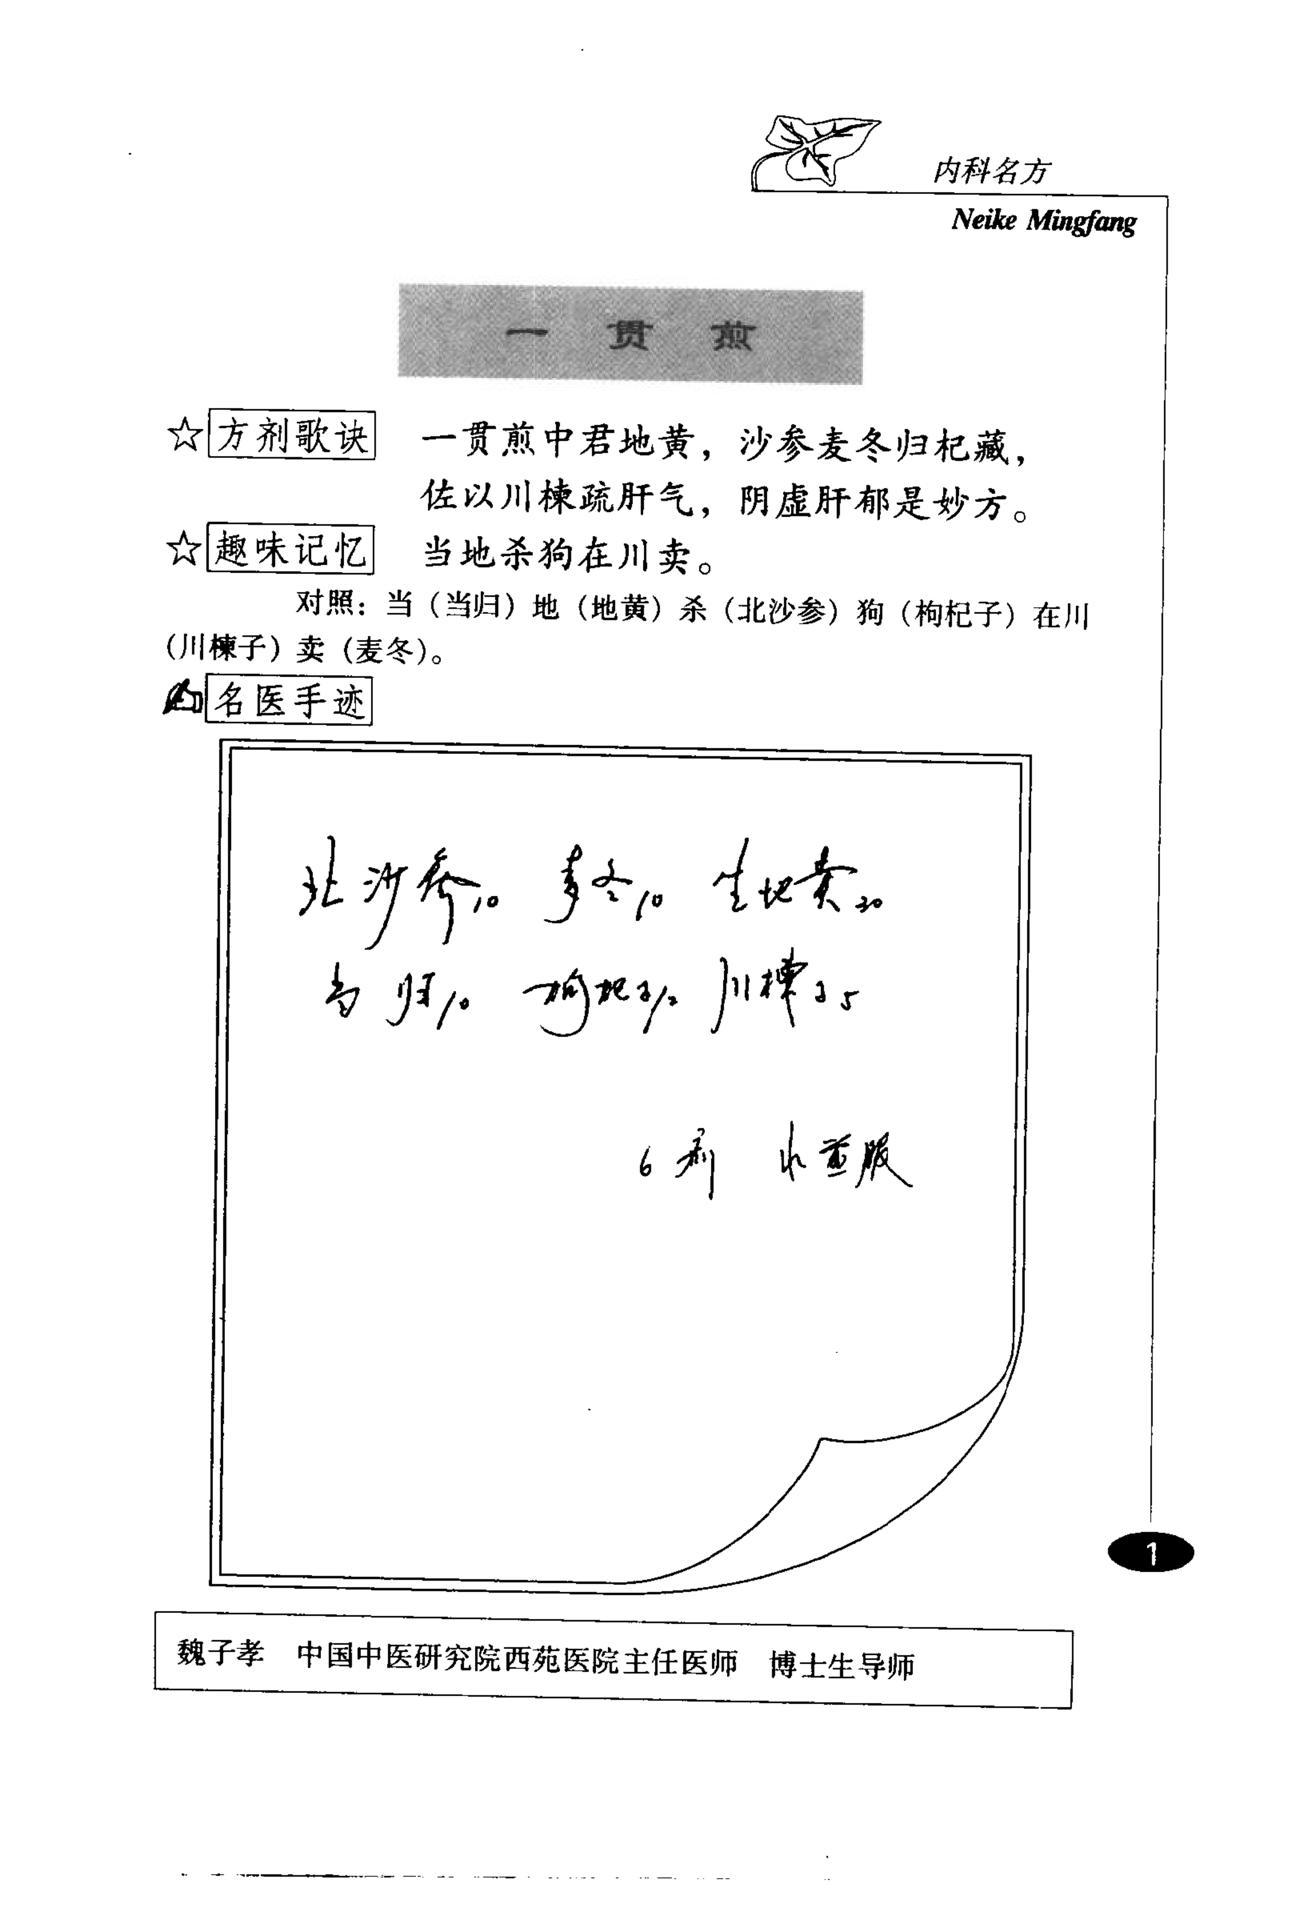 内科名方
Neike Mingfang
一贯煎
☆方剂歌诀 一贯煎中君地黄，沙参麦冬归杞藏，
佐以川楝疏肝气，阴虚肝郁是妙方。
☆趣味记忆 当地杀狗在川卖。
对照：当（当归）地（地黄）杀（北沙参）狗（枸杞子）在川
（川楝子）卖（麦冬）。
名医手迹
北沙参10 麦冬10 生地黄20
当归10 枸杞子12 川楝子5
6剂 水煎服
1
魏子孝 中国中医研究院西苑医院主任医师 博士生导师